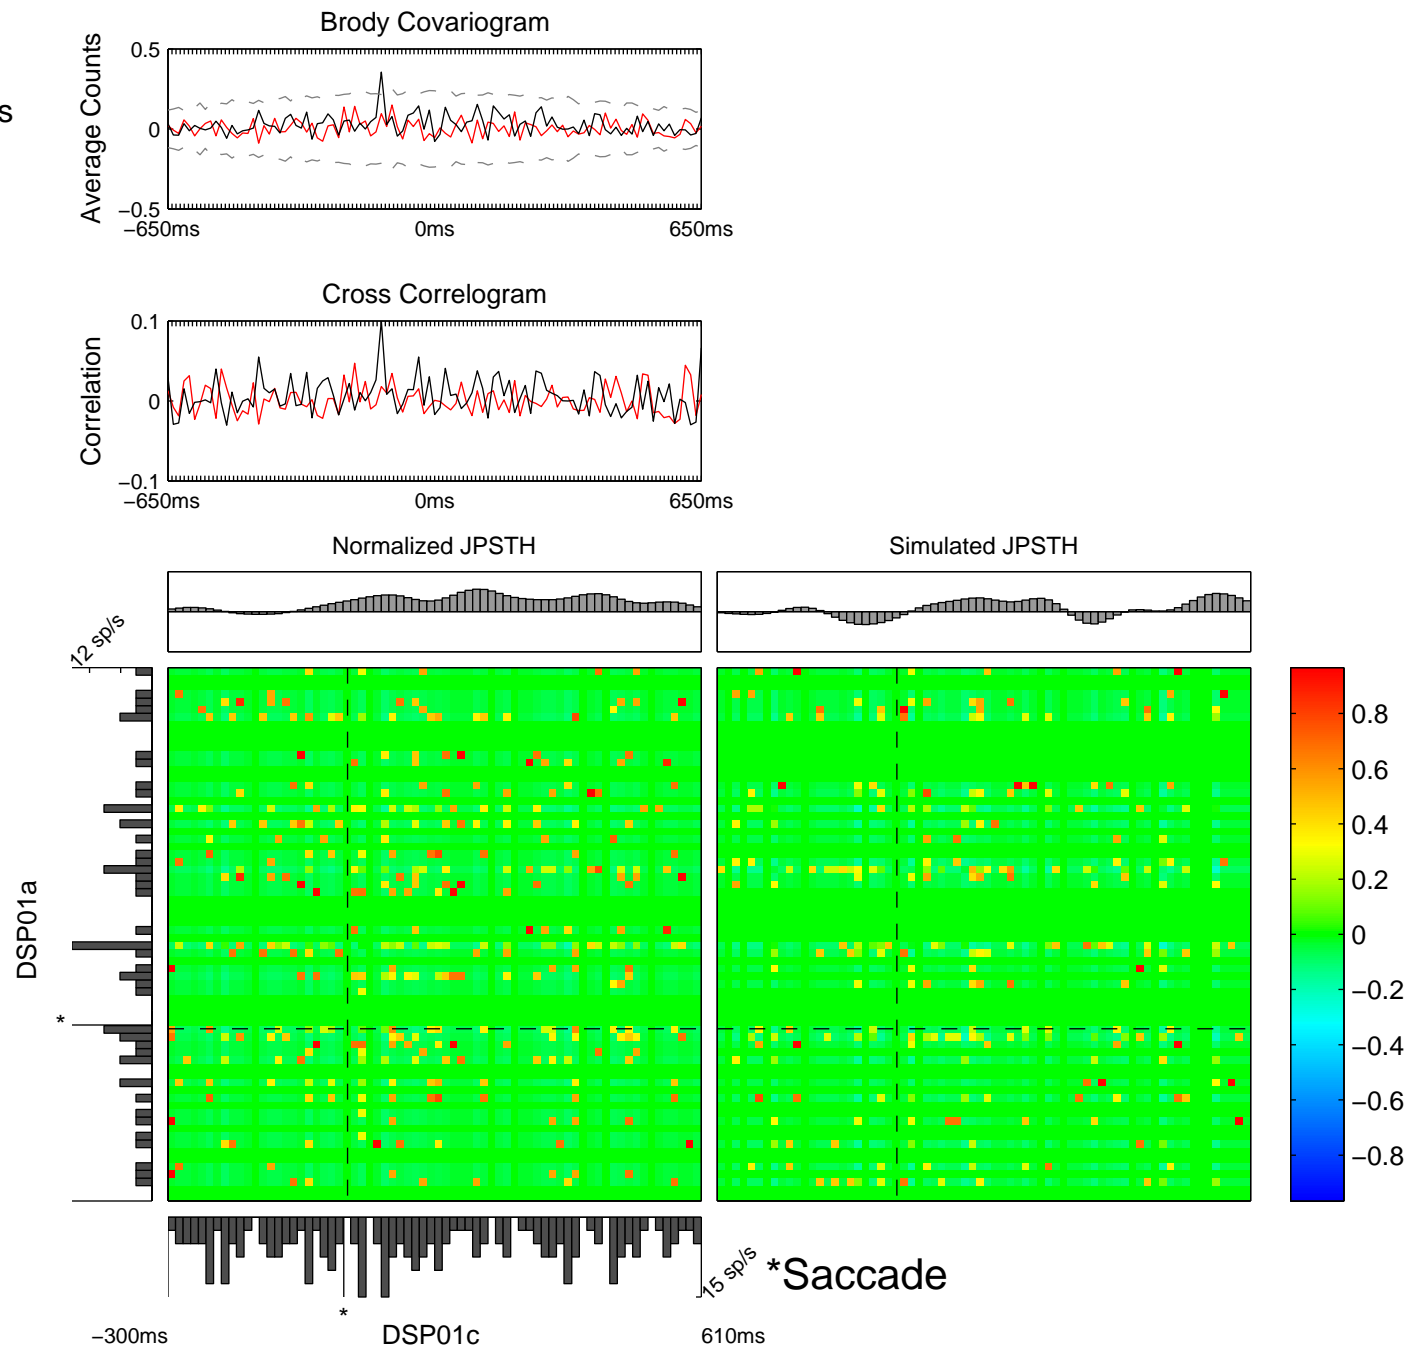 Brody Covariogram
s
Average Counts
0.5
0
−0.5
−650ms
0ms
650ms
Cross Correlogram
Correlation
0.1
0
−0.1
−650ms
0ms
650ms
Normalized JPSTH
Simulated JPSTH
12 sp/s
DSP01a
*
0.8
0.6
0.4
0.2
0
−0.2
−0.4
−0.6
−0.8
15 sp/s
*Saccade
*
−300ms
DSP01c
610ms